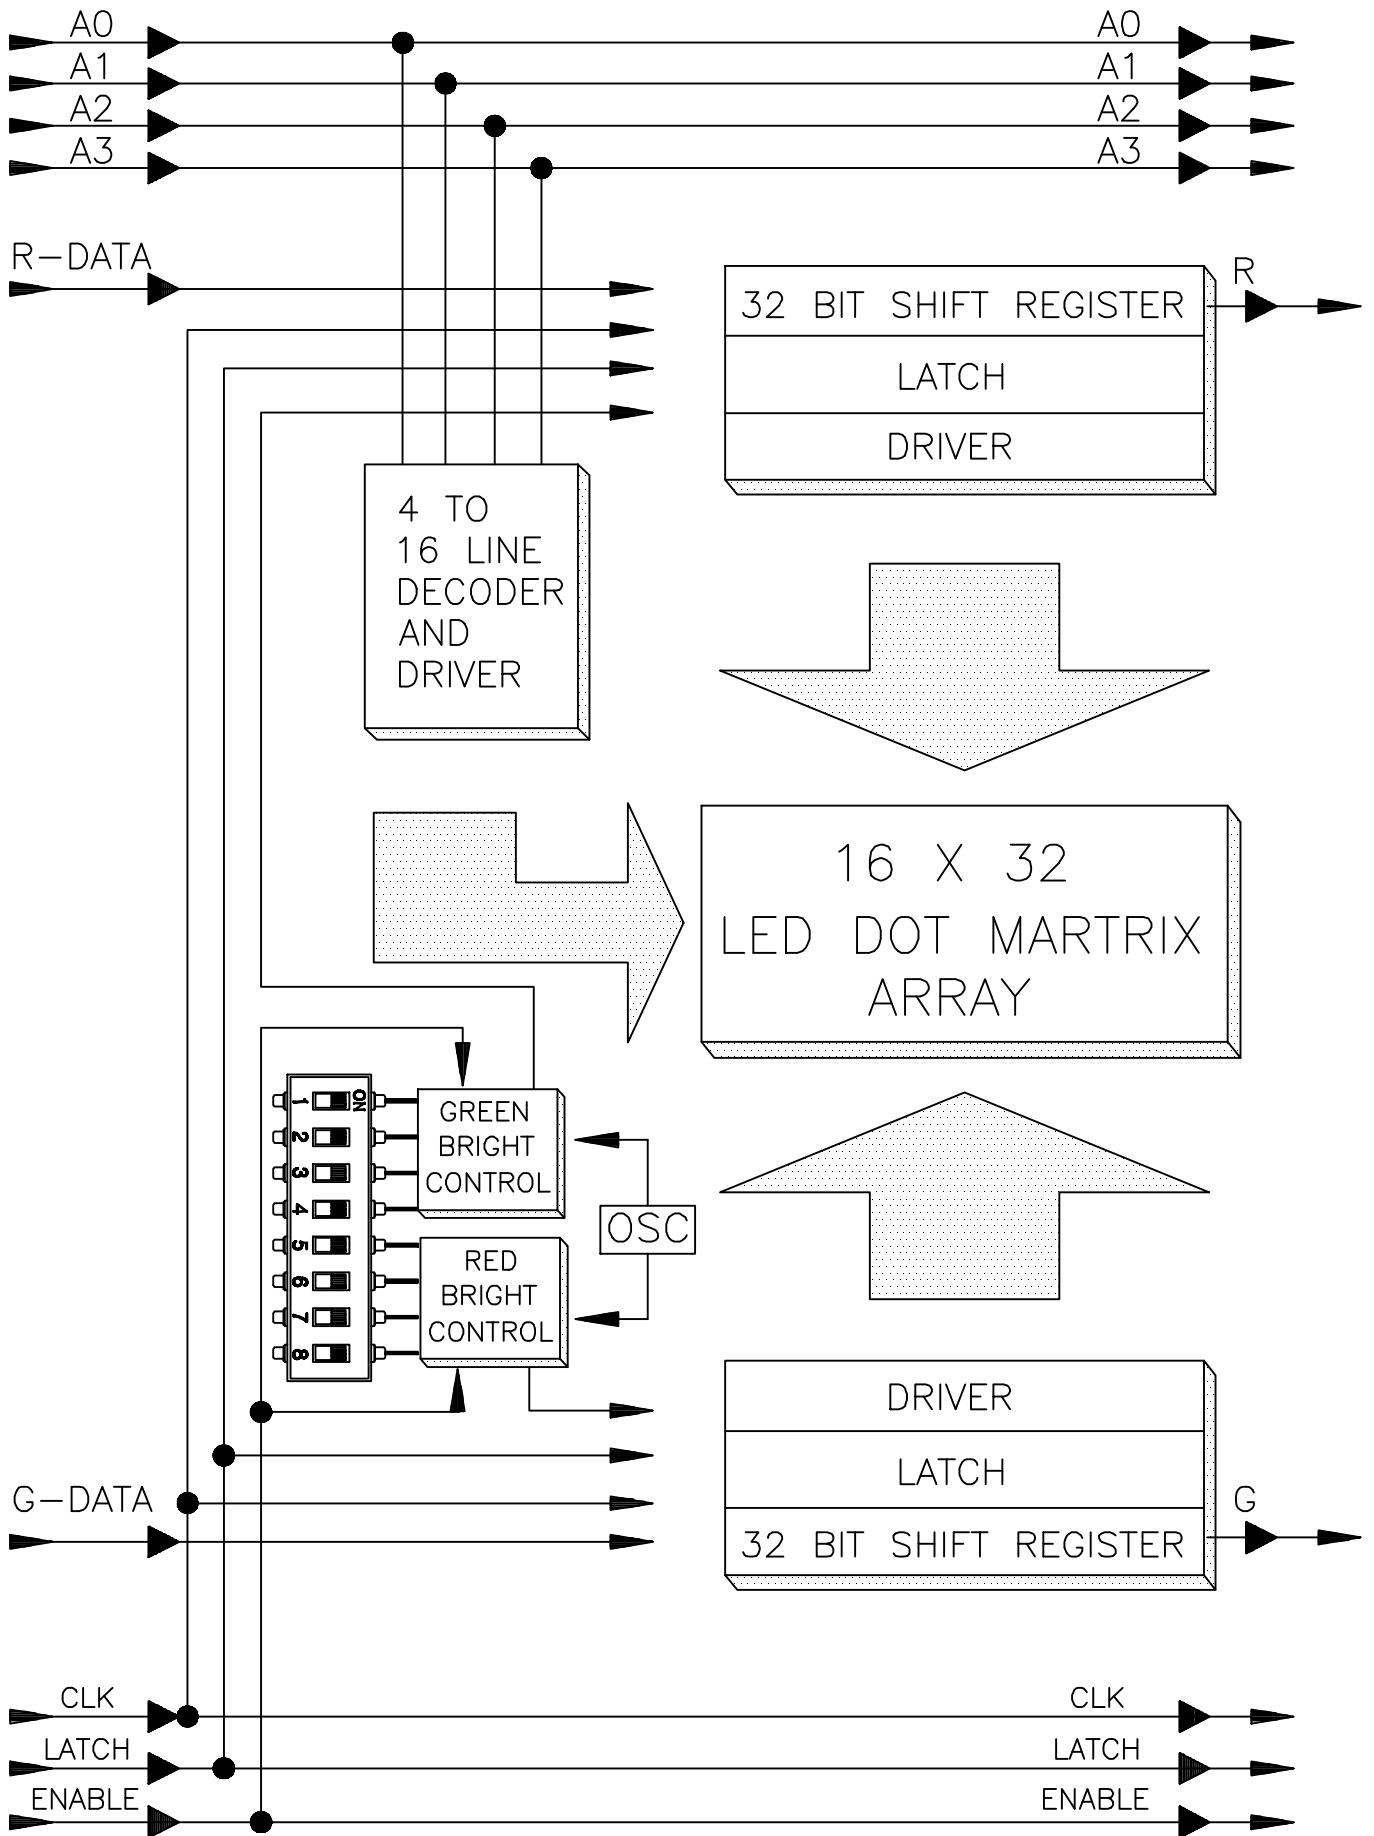 A0 A0
A1 A1
A2 A2
A3 A3
R-DATA
R
32 BIT SHIFT REGISTER
LATCH
DRIVER
4 TO
16 LINE
DECODER
AND
DRIVER
16 X 32
LED DOT MARTRIX
ARRAY
ON
1
2
3
4
5
6
7
8
GREEN
BRIGHT
CONTROL
OSC
RED
BRIGHT
CONTROL
DRIVER
LATCH
32 BIT SHIFT REGISTER
G-DATA
G
CLK CLK
LATCH LATCH
ENABLE ENABLE